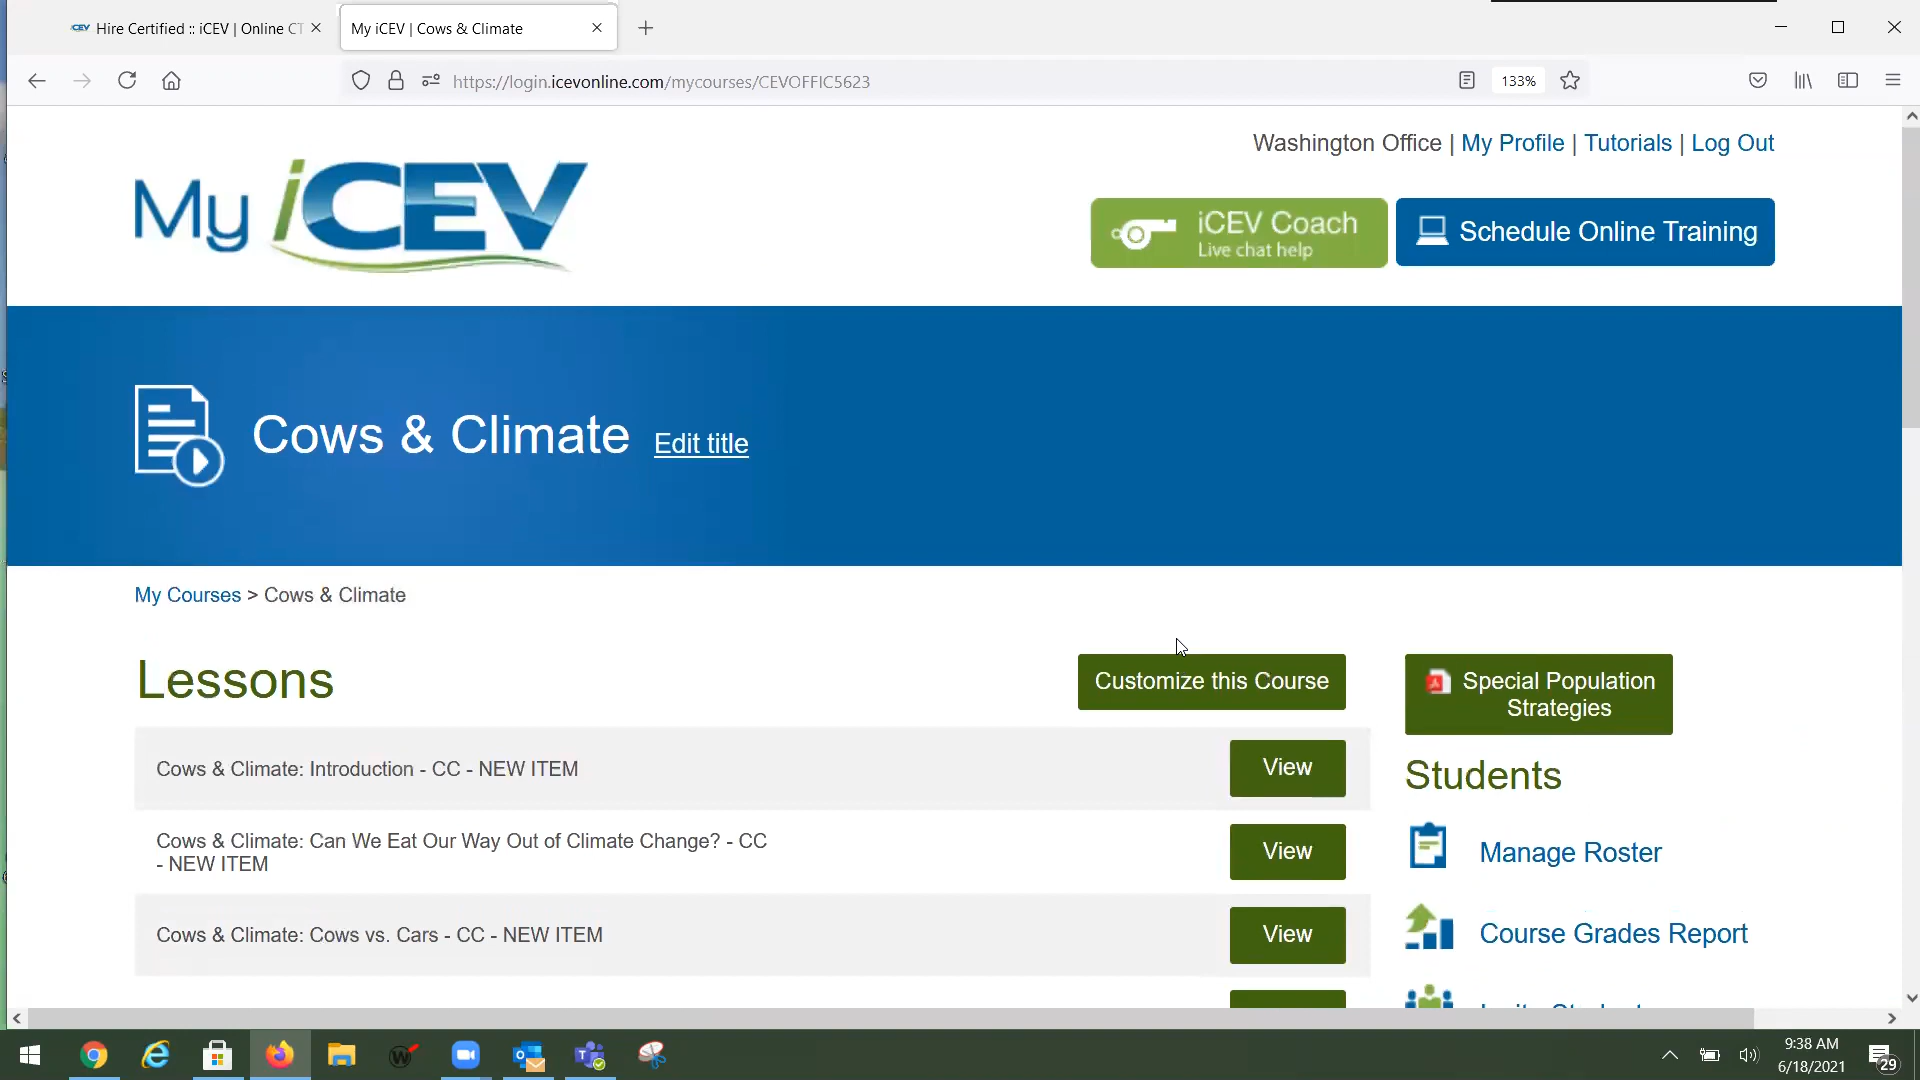 iCEV Hire Certified :: iCEV | Online CT
My iCEV | Cows & Climate
https://login.icevonline.com/mycourses/CEVOFFIC5623
133%
Washington Office | My Profile | Tutorials | Log Out
My iCEV
iCEV Coach
Live chat help
Schedule Online Training
Cows & Climate Edit title
My Courses > Cows & Climate
Lessons
Customize this Course
Special Population
Strategies
Cows & Climate: Introduction - CC - NEW ITEM
View
Students
Cows & Climate: Can We Eat Our Way Out of Climate Change? - CC
- NEW ITEM
View
Manage Roster
Cows & Climate: Cows vs. Cars - CC - NEW ITEM
View
Course Grades Report
9:38 AM
6/18/2021
29